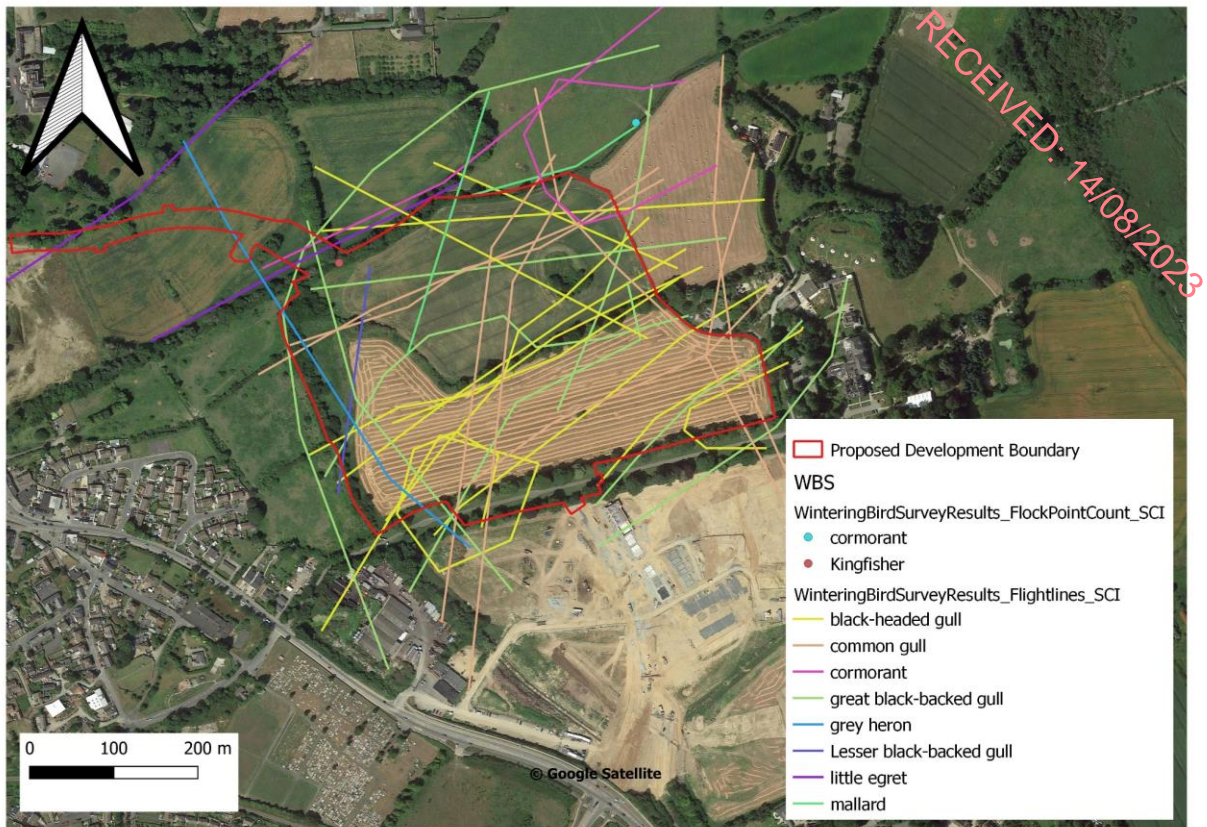 RECEIVED: 14/08/2023
Proposed Development Boundary
WBS
WinteringBirdSurveyResults_FlockPointCount_SCI
cormorant
Kingfisher
WinteringBirdSurveyResults_Flightlines_SCI
black-headed gull
common gull
cormorant
great black-backed gull
grey heron
Lesser black-backed gull
little egret
mallard
0 100 200 m
© Google Satellite